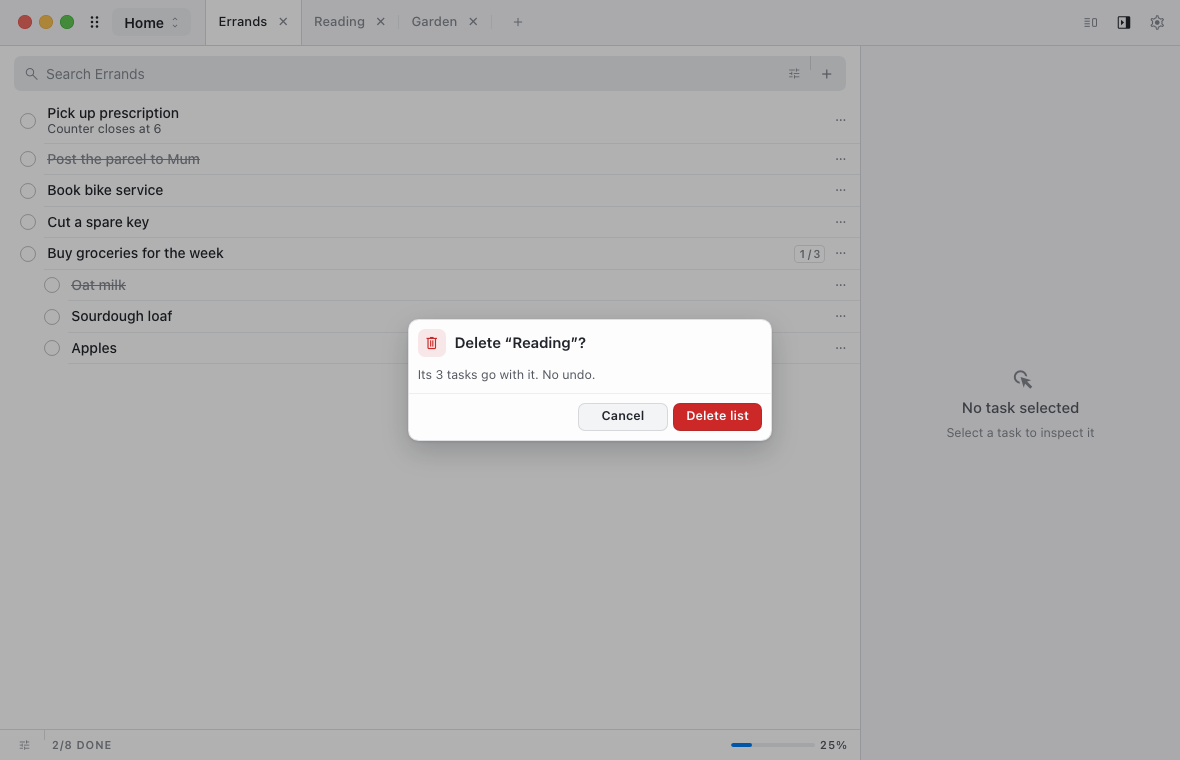 Home
Errands
Reading
Garden
Search Errands
Pick up prescription
Counter closes at 6
Post the parcel to Mum
Book bike service
Cut a spare key
Buy groceries for the week
1/3
Oat milk
Sourdough loaf
Apples
Delete “Reading”?
Its 3 tasks go with it. No undo.
Cancel
Delete list
No task selected
Select a task to inspect it
2/8 DONE
25%